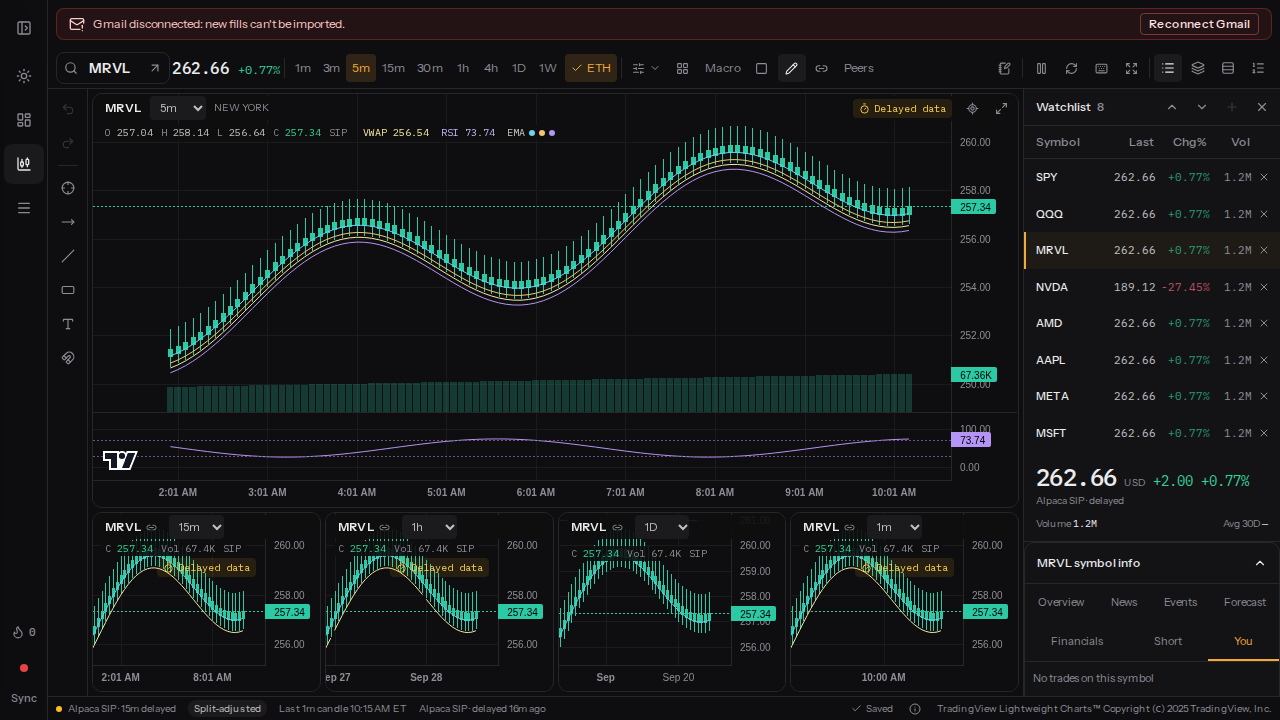 Gmail disconnected: new fills can't be imported.
Reconnect Gmail
MRVL 262.66 +0.77% 1m 3m 5m 15m 30m 1h 4h 1D 1W ETH Macro Peers
MRVL 5m NEW YORK
Delayed data
O 257.04 H 258.14 L 256.64 C 257.34 SIP VWAP 256.54 RSI 73.74 EMA
260.00
258.00
257.34
256.00
254.00
252.00
67.36K
250.00
100.00
73.74
0.00
2:01 AM 3:01 AM 4:01 AM 5:01 AM 6:01 AM 7:01 AM 8:01 AM 9:01 AM 10:01 AM
MRVL 15m
C 257.34 Vol 67.4K SIP
Delayed data
260.00
258.00
257.34
256.00
2:01 AM 8:01 AM
MRVL 1h
C 257.34 Vol 67.4K SIP
Delayed data
260.00
258.00
257.34
256.00
ep 27 Sep 28
MRVL 1D
C 257.34 Vol 67.4K SIP
261.00
260.00
259.00
258.00
257.34
257.00
256.00
Sep Sep 20
MRVL 1m
C 257.34 Vol 67.4K SIP
Delayed data
260.00
258.00
257.34
256.00
10:00 AM
Watchlist 8
Symbol Last Chg% Vol
SPY 262.66 +0.77% 1.2M
QQQ 262.66 +0.77% 1.2M
MRVL 262.66 +0.77% 1.2M
NVDA 189.12 -27.45% 1.2M
AMD 262.66 +0.77% 1.2M
AAPL 262.66 +0.77% 1.2M
META 262.66 +0.77% 1.2M
MSFT 262.66 +0.77% 1.2M
262.66 USD +2.00 +0.77%
Alpaca SIP · delayed
Volume 1.2M Avg 30D —
MRVL symbol info
Overview News Events Forecast
Financials Short You
No trades on this symbol
0
Sync
Alpaca SIP · 15m delayed Split-adjusted Last 1m candle 10:15 AM ET Alpaca SIP · delayed 16m ago Saved TradingView Lightweight Charts™ Copyright (c) 2025 TradingView, Inc.